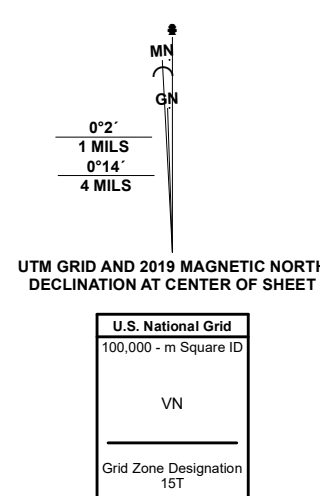 MN
GN
0°2´
1 MILS
0°14´
4 MILS
UTM GRID AND 2019 MAGNETIC NORTH
DECLINATION AT CENTER OF SHEET
U.S. National Grid
100,000 - m Square ID
VN
Grid Zone Designation
15T